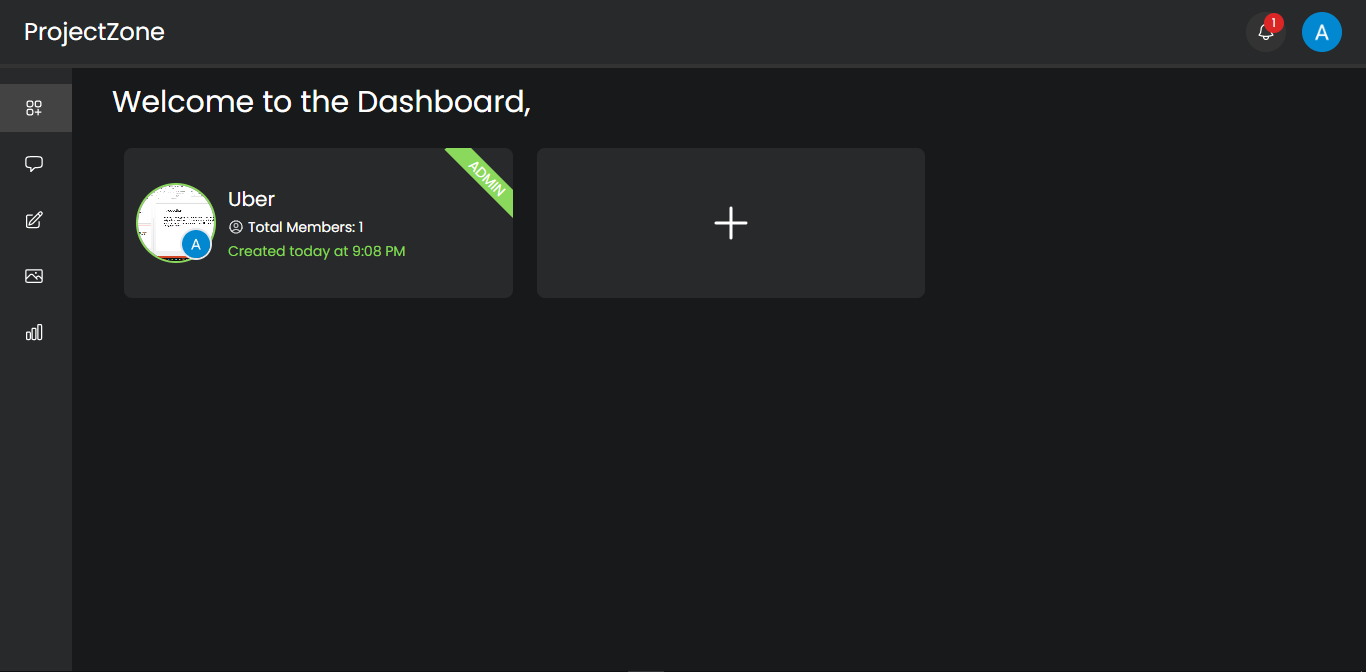 ProjectZone
1
A
Welcome to the Dashboard,
ADMIN
Uber
Total Members: 1
A
Created today at 9:08 PM